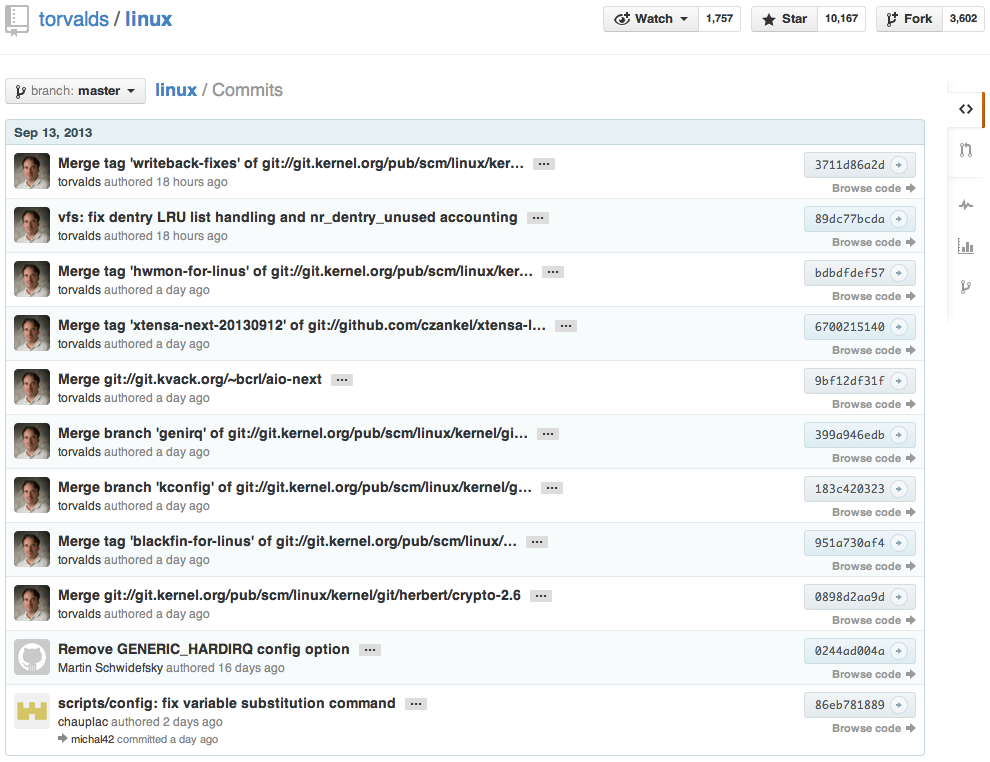 torvalds / linux
Watch 1,757 Star 10,167 Fork 3,602
branch: master linux / Commits
Sep 13, 2013
Merge tag 'writeback-fixes' of git://git.kernel.org/pub/scm/linux/ker... ... 3711d86a2d
torvalds authored 18 hours ago Browse code
vfs: fix dentry LRU list handling and nr_dentry_unused accounting ... 89dc77bcda
torvalds authored 18 hours ago Browse code
Merge tag 'hwmon-for-linus' of git://git.kernel.org/pub/scm/linux/ker... ... bdbdfdef57
torvalds authored a day ago Browse code
Merge tag 'xtensa-next-20130912' of git://github.com/czankel/xtensa-l... ... 6700215140
torvalds authored a day ago Browse code
Merge git://git.kvack.org/~bcrl/aio-next ... 9bf12df31f
torvalds authored a day ago Browse code
Merge branch 'genirq' of git://git.kernel.org/pub/scm/linux/kernel/gi... ... 399a946edb
torvalds authored a day ago Browse code
Merge branch 'kconfig' of git://git.kernel.org/pub/scm/linux/kernel/g... ... 183c420323
torvalds authored a day ago Browse code
Merge tag 'blackfin-for-linus' of git://git.kernel.org/pub/scm/linux/... ... 951a730af4
torvalds authored a day ago Browse code
Merge git://git.kernel.org/pub/scm/linux/kernel/git/herbert/crypto-2.6 ... 0898d2aa9d
torvalds authored a day ago Browse code
Remove GENERIC_HARDIRQ config option ... 0244ad004a
Martin Schwidefsky authored 16 days ago Browse code
scripts/config: fix variable substitution command ... 86eb781889
chauplac authored 2 days ago Browse code
michal42 committed a day ago